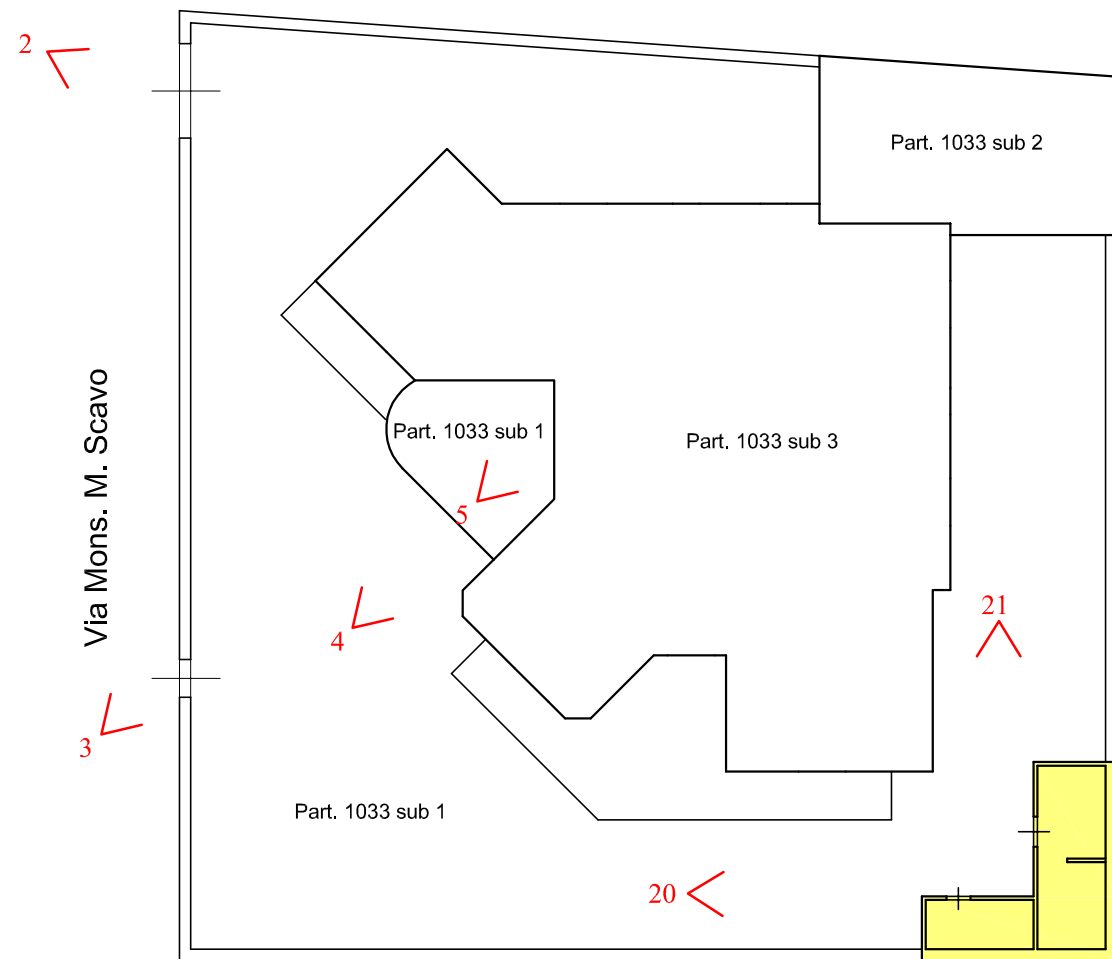 2
Part. 1033 sub 2
Via Mons. M. Scavo
Part. 1033 sub 1
Part. 1033 sub 3
5
4
21
3
Part. 1033 sub 1
20